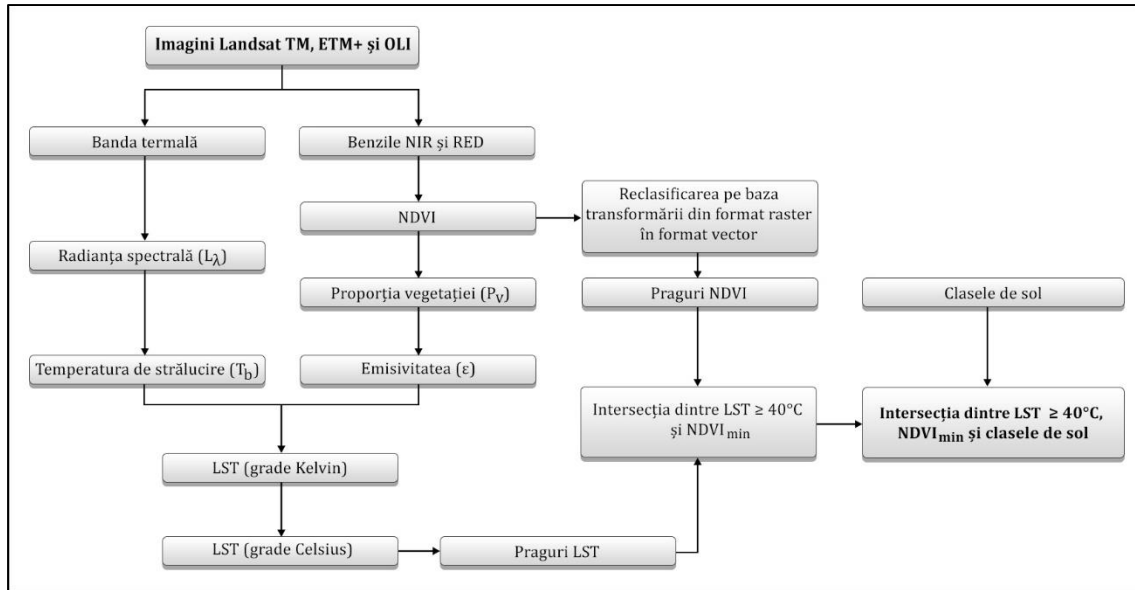 Imagini Landsat TM, ETM+ și OLI
Banda termală
Benzile NIR și RED
Reclasificarea pe baza
transformării din format raster
în format vector
NDVI
Radianța spectrală (Lλ)
Proporția vegetației (Pv)
Praguri NDVI
Clasele de sol
Temperatura de strălucire (Tb)
Emisivitatea (ε)
Intersecția dintre LST ≥ 40°C
și NDVImin
Intersecția dintre LST ≥ 40°C,
NDVImin și clasele de sol
LST (grade Kelvin)
LST (grade Celsius)
Praguri LST